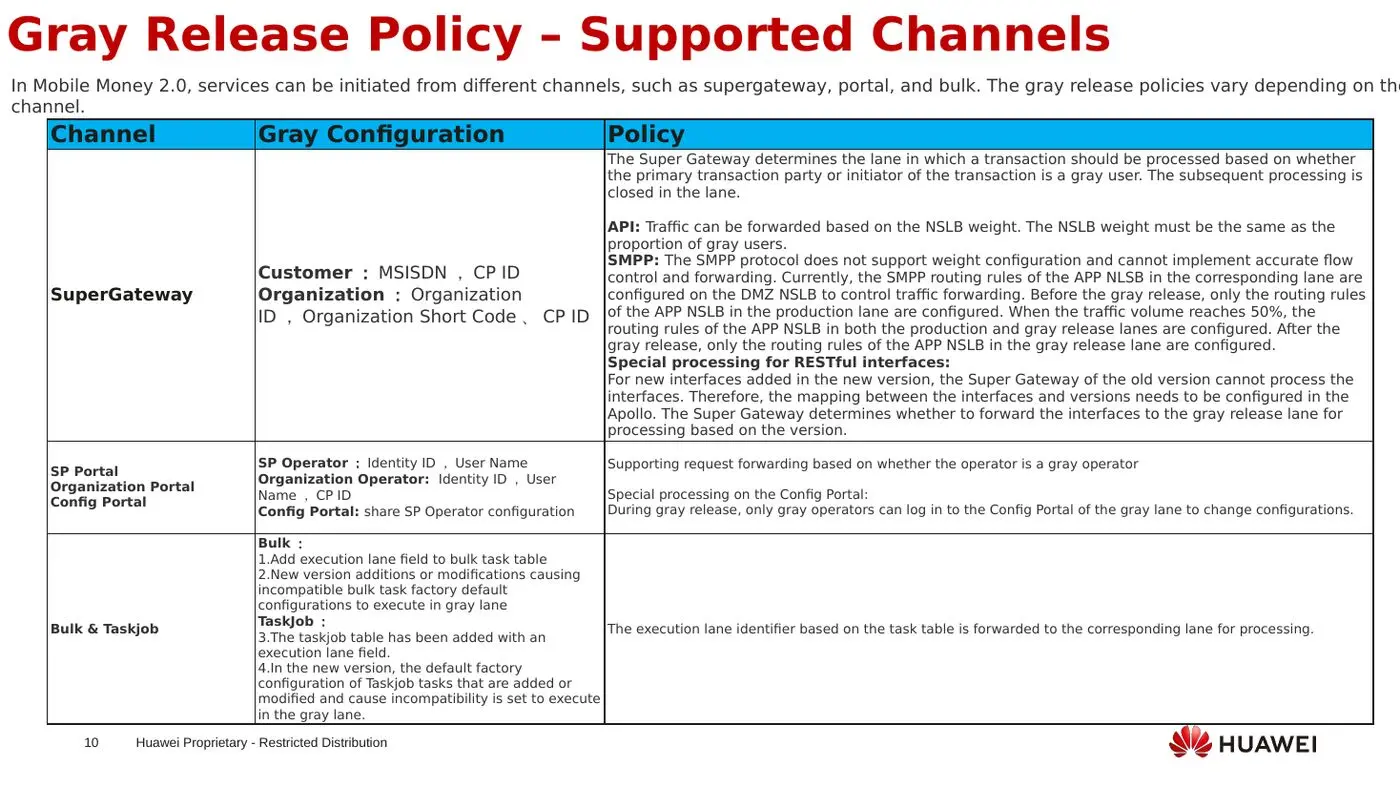 Gray Release Policy – Supported Channels
In Mobile Money 2.0, services can be initiated from different channels, such as supergateway, portal, and bulk. The gray release policies vary depending on the
channel.
Channel
Gray Configuration
Policy
SuperGateway
Customer ：MSISDN ，CP ID
Organization ：Organization
ID ，Organization Short Code 、CP ID
The Super Gateway determines the lane in which a transaction should be processed based on whether
the primary transaction party or initiator of the transaction is a gray user. The subsequent processing is
closed in the lane.
API: Traffic can be forwarded based on the NSLB weight. The NSLB weight must be the same as the
proportion of gray users.
SMPP: The SMPP protocol does not support weight configuration and cannot implement accurate flow
control and forwarding. Currently, the SMPP routing rules of the APP NLSB in the corresponding lane are
configured on the DMZ NSLB to control traffic forwarding. Before the gray release, only the routing rules
of the APP NSLB in the production lane are configured. When the traffic volume reaches 50%, the
routing rules of the APP NSLB in both the production and gray release lanes are configured. After the
gray release, only the routing rules of the APP NSLB in the gray release lane are configured.
Special processing for RESTful interfaces:
For new interfaces added in the new version, the Super Gateway of the old version cannot process the
interfaces. Therefore, the mapping between the interfaces and versions needs to be configured in the
Apollo. The Super Gateway determines whether to forward the interfaces to the gray release lane for
processing based on the version.
SP Portal
Organization Portal
Config Portal
SP Operator ：Identity ID ，User Name
Organization Operator: Identity ID ，User
Name ，CP ID
Config Portal: share SP Operator configuration
Supporting request forwarding based on whether the operator is a gray operator
Special processing on the Config Portal:
During gray release, only gray operators can log in to the Config Portal of the gray lane to change configurations.
Bulk & Taskjob
Bulk ：
1.Add execution lane field to bulk task table
2.New version additions or modifications causing
incompatible bulk task factory default
configurations to execute in gray lane
TaskJob ：
3.The taskjob table has been added with an
execution lane field.
4.In the new version, the default factory
configuration of Taskjob tasks that are added or
modified and cause incompatibility is set to execute
in the gray lane.
The execution lane identifier based on the task table is forwarded to the corresponding lane for processing.
10
Huawei Proprietary - Restricted Distribution
HUAWEI